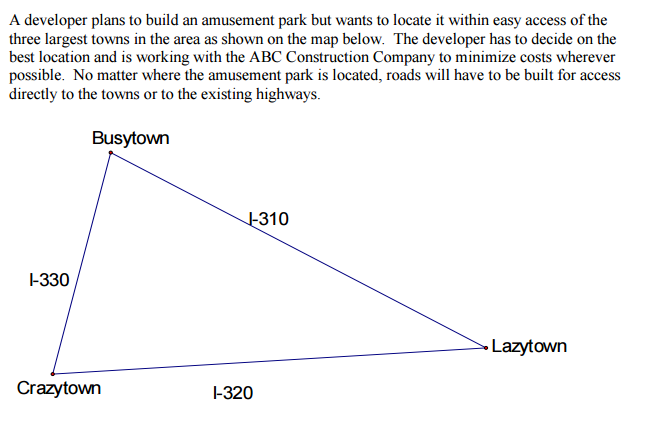 A developer plans to build an amusement park but wants to locate it within easy access of the
three largest towns in the area as shown on the map below.  The developer has to decide on the
best location and is working with the ABC Construction Company to minimize costs wherever
possible.  No matter where the amusement park is located, roads will have to be built for access
directly to the towns or to the existing highways.
Busytown
I-310
I-330
Lazytown
Crazytown
I-320